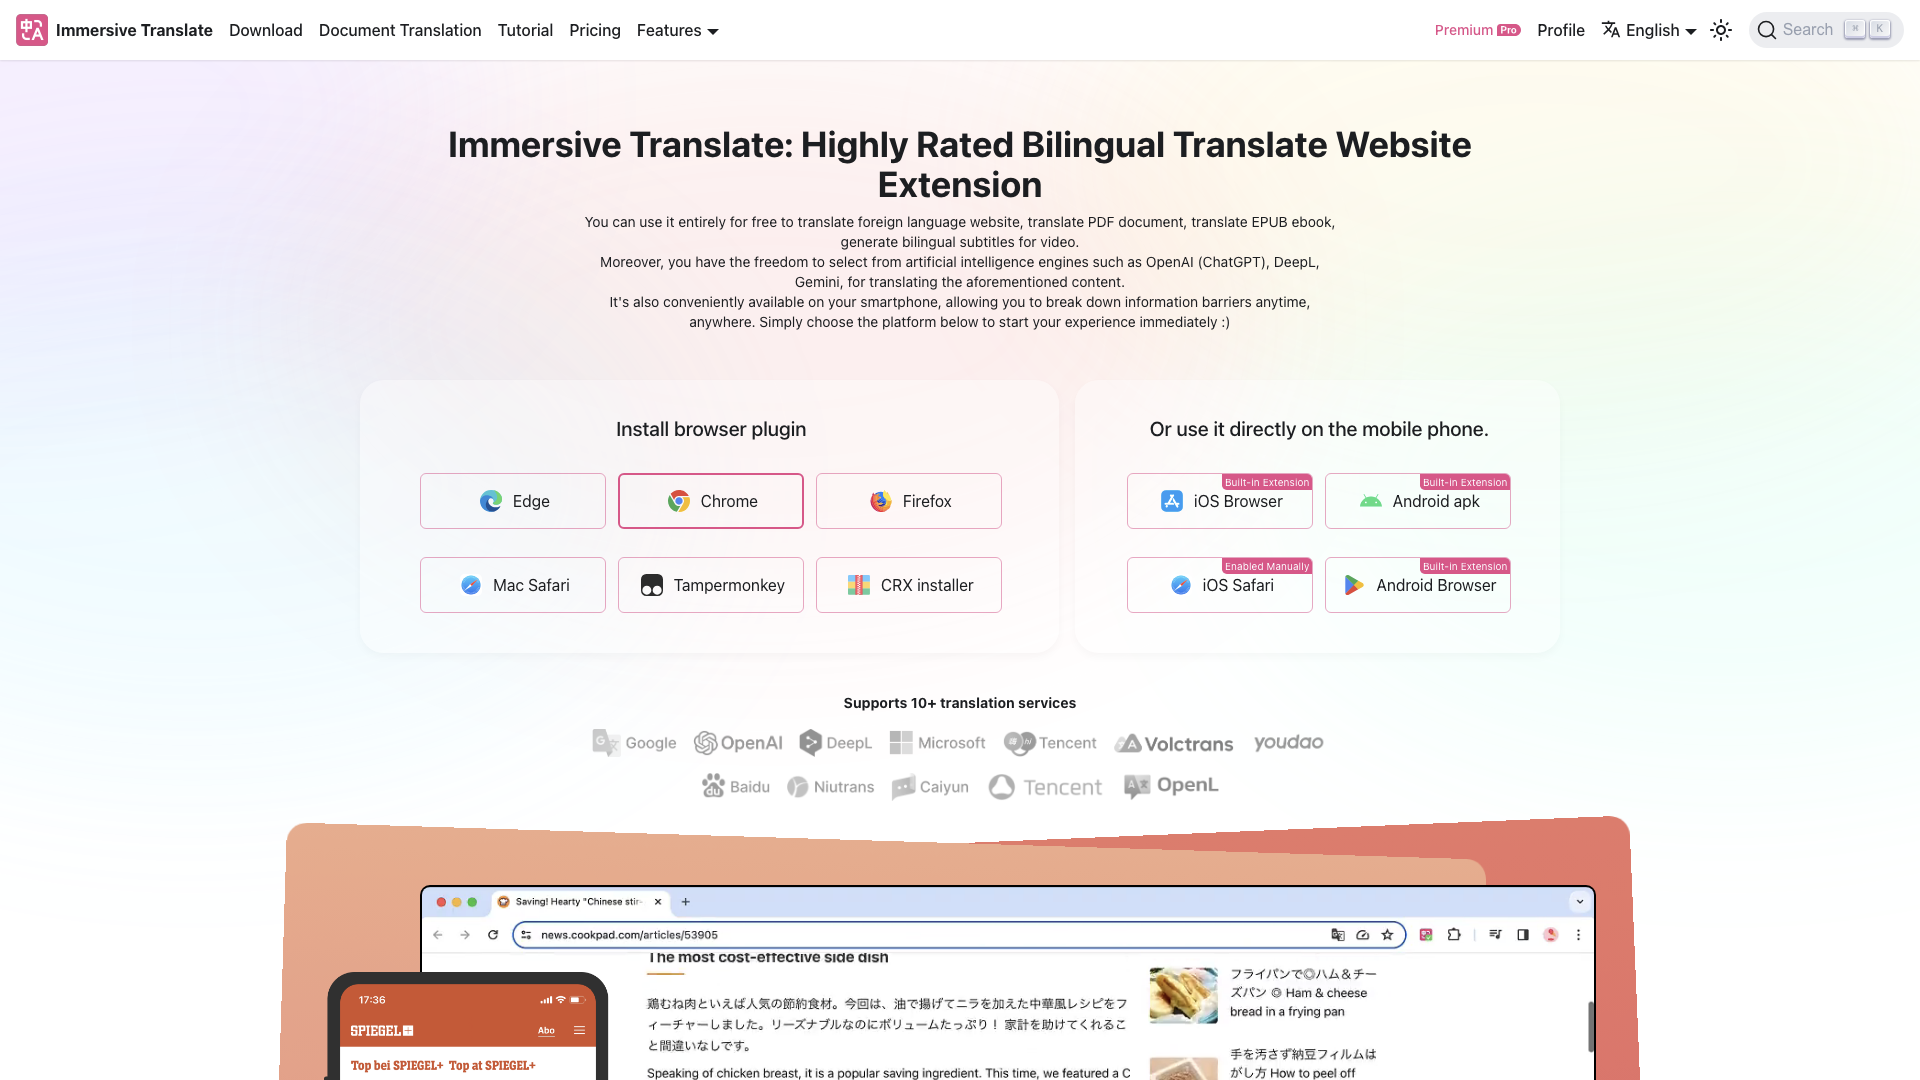 Immersive Translate Download Document Translation Tutorial Pricing Features Premium Pro Profile English Search ⌘ K
Immersive Translate: Highly Rated Bilingual Translate Website
Extension
You can use it entirely for free to translate foreign language website, translate PDF document, translate EPUB ebook,
generate bilingual subtitles for video.
Moreover, you have the freedom to select from artificial intelligence engines such as OpenAI (ChatGPT), DeepL,
Gemini, for translating the aforementioned content.
It's also conveniently available on your smartphone, allowing you to break down information barriers anytime,
anywhere. Simply choose the platform below to start your experience immediately :)
Install browser plugin
Edge
Chrome
Firefox
Mac Safari
Tampermonkey
CRX installer
Or use it directly on the mobile phone.
Built-in Extension
iOS Browser
Built-in Extension
Android apk
Enabled Manually
iOS Safari
Built-in Extension
Android Browser
Supports 10+ translation services
Google OpenAI DeepL Microsoft Tencent Volctrans youdao
Baidu Niutrans Caiyun Tencent OpenL
Saving! Hearty "Chinese stir-
news.cookpad.com/articles/53905
The most cost-effective side dish
鶏むね肉といえば人気の節約食材。今回は、油で揚げてニラを加えた中華風レシピをフ
ィーチャーしました。リーズナブルなのにボリュームたっぷり！ 家計を助けてくれるこ
と間違いなしです。
Speaking of chicken breast, it is a popular saving ingredient. This time, we featured a C
フライパンで◎ハム＆チー
ズパン ◎ Ham & cheese
bread in a frying pan
手を汚さず納豆フィルムは
がし方 How to peel off
17:36
SPIEGEL
Abo
Top bei SPIEGEL+ Top at SPIEGEL+